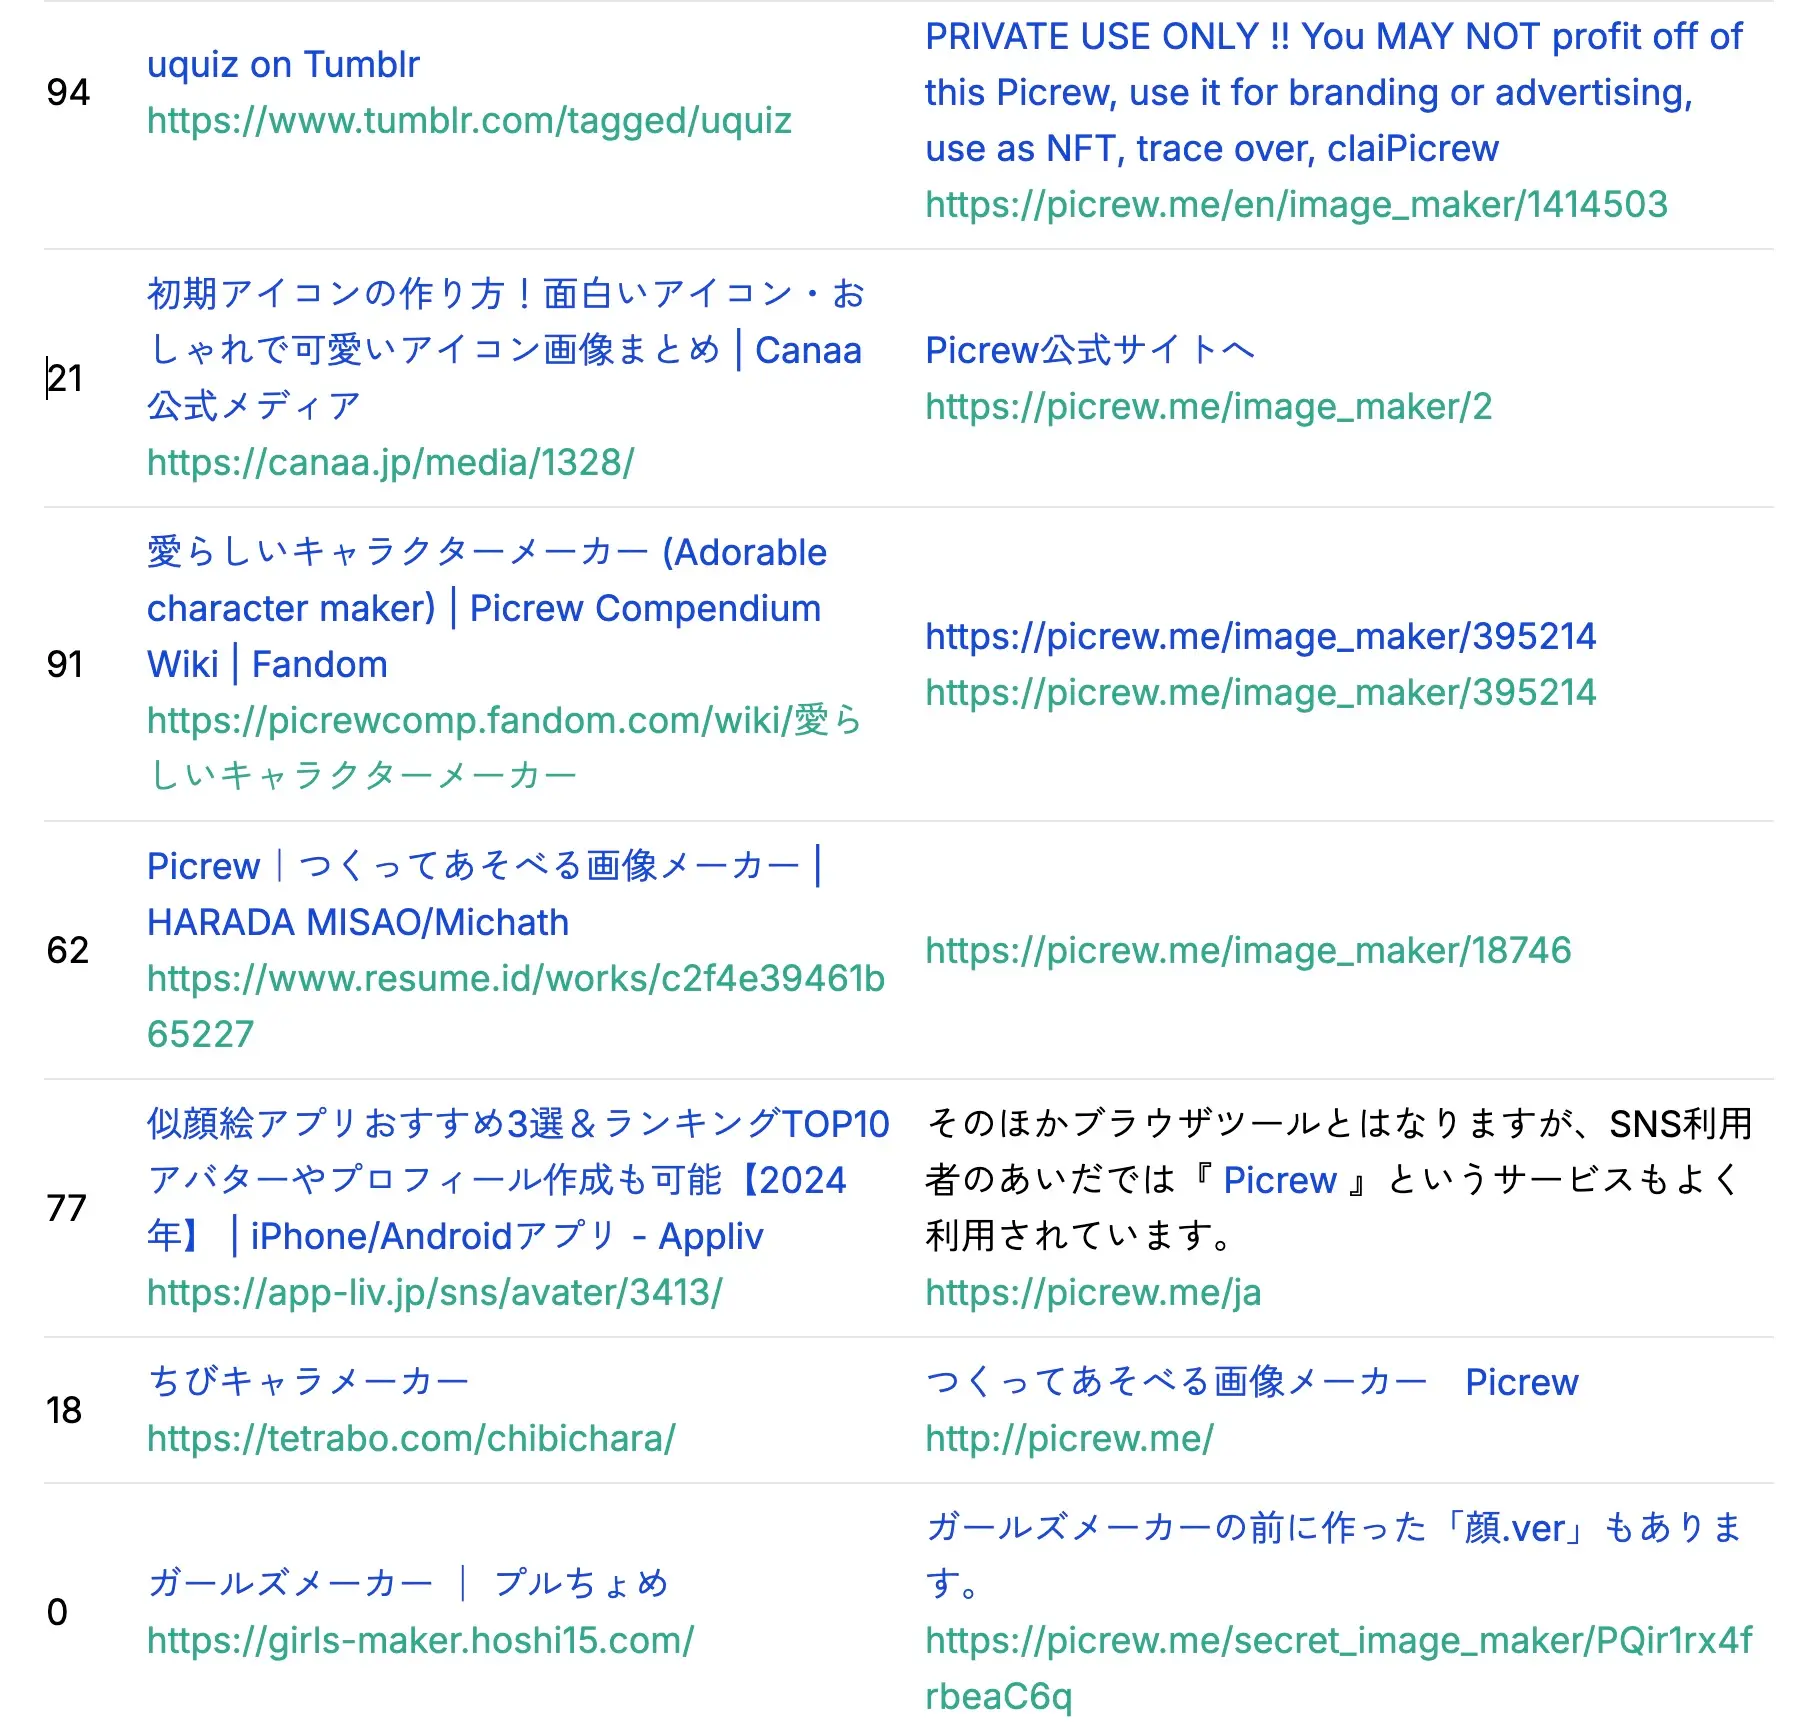 94
uquiz on Tumblr
https://www.tumblr.com/tagged/uquiz
PRIVATE USE ONLY !! You MAY NOT profit off of
this Picrew, use it for branding or advertising,
use as NFT, trace over, claiPicrew
https://picrew.me/en/image_maker/1414503
21
初期アイコンの作り方！面白いアイコン・お
しゃれで可愛いアイコン画像まとめ | Canaa
公式メディア
https://canaa.jp/media/1328/
Picrew公式サイトへ
https://picrew.me/image_maker/2
91
愛らしいキャラクターメーカー (Adorable
character maker) | Picrew Compendium
Wiki | Fandom
https://picrewcomp.fandom.com/wiki/愛ら
しいキャラクターメーカー
https://picrew.me/image_maker/395214
https://picrew.me/image_maker/395214
62
Picrew｜つくってあそべる画像メーカー |
HARADA MISAO/Michath
https://www.resume.id/works/c2f4e39461b
65227
https://picrew.me/image_maker/18746
77
似顔絵アプリおすすめ3選＆ランキングTOP10
アバターやプロフィール作成も可能【2024
年】 | iPhone/Androidアプリ - Appliv
https://app-liv.jp/sns/avater/3413/
そのほかブラウザツールとはなりますが、SNS利用
者のあいだでは『 Picrew 』というサービスもよく
利用されています。
https://picrew.me/ja
18
ちびキャラメーカー
https://tetrabo.com/chibichara/
つくってあそべる画像メーカー　Picrew
http://picrew.me/
0
ガールズメーカー ｜ プルちょめ
https://girls-maker.hoshi15.com/
ガールズメーカーの前に作った「顔.ver」もありま
す。
https://picrew.me/secret_image_maker/PQir1rx4f
rbeaC6q